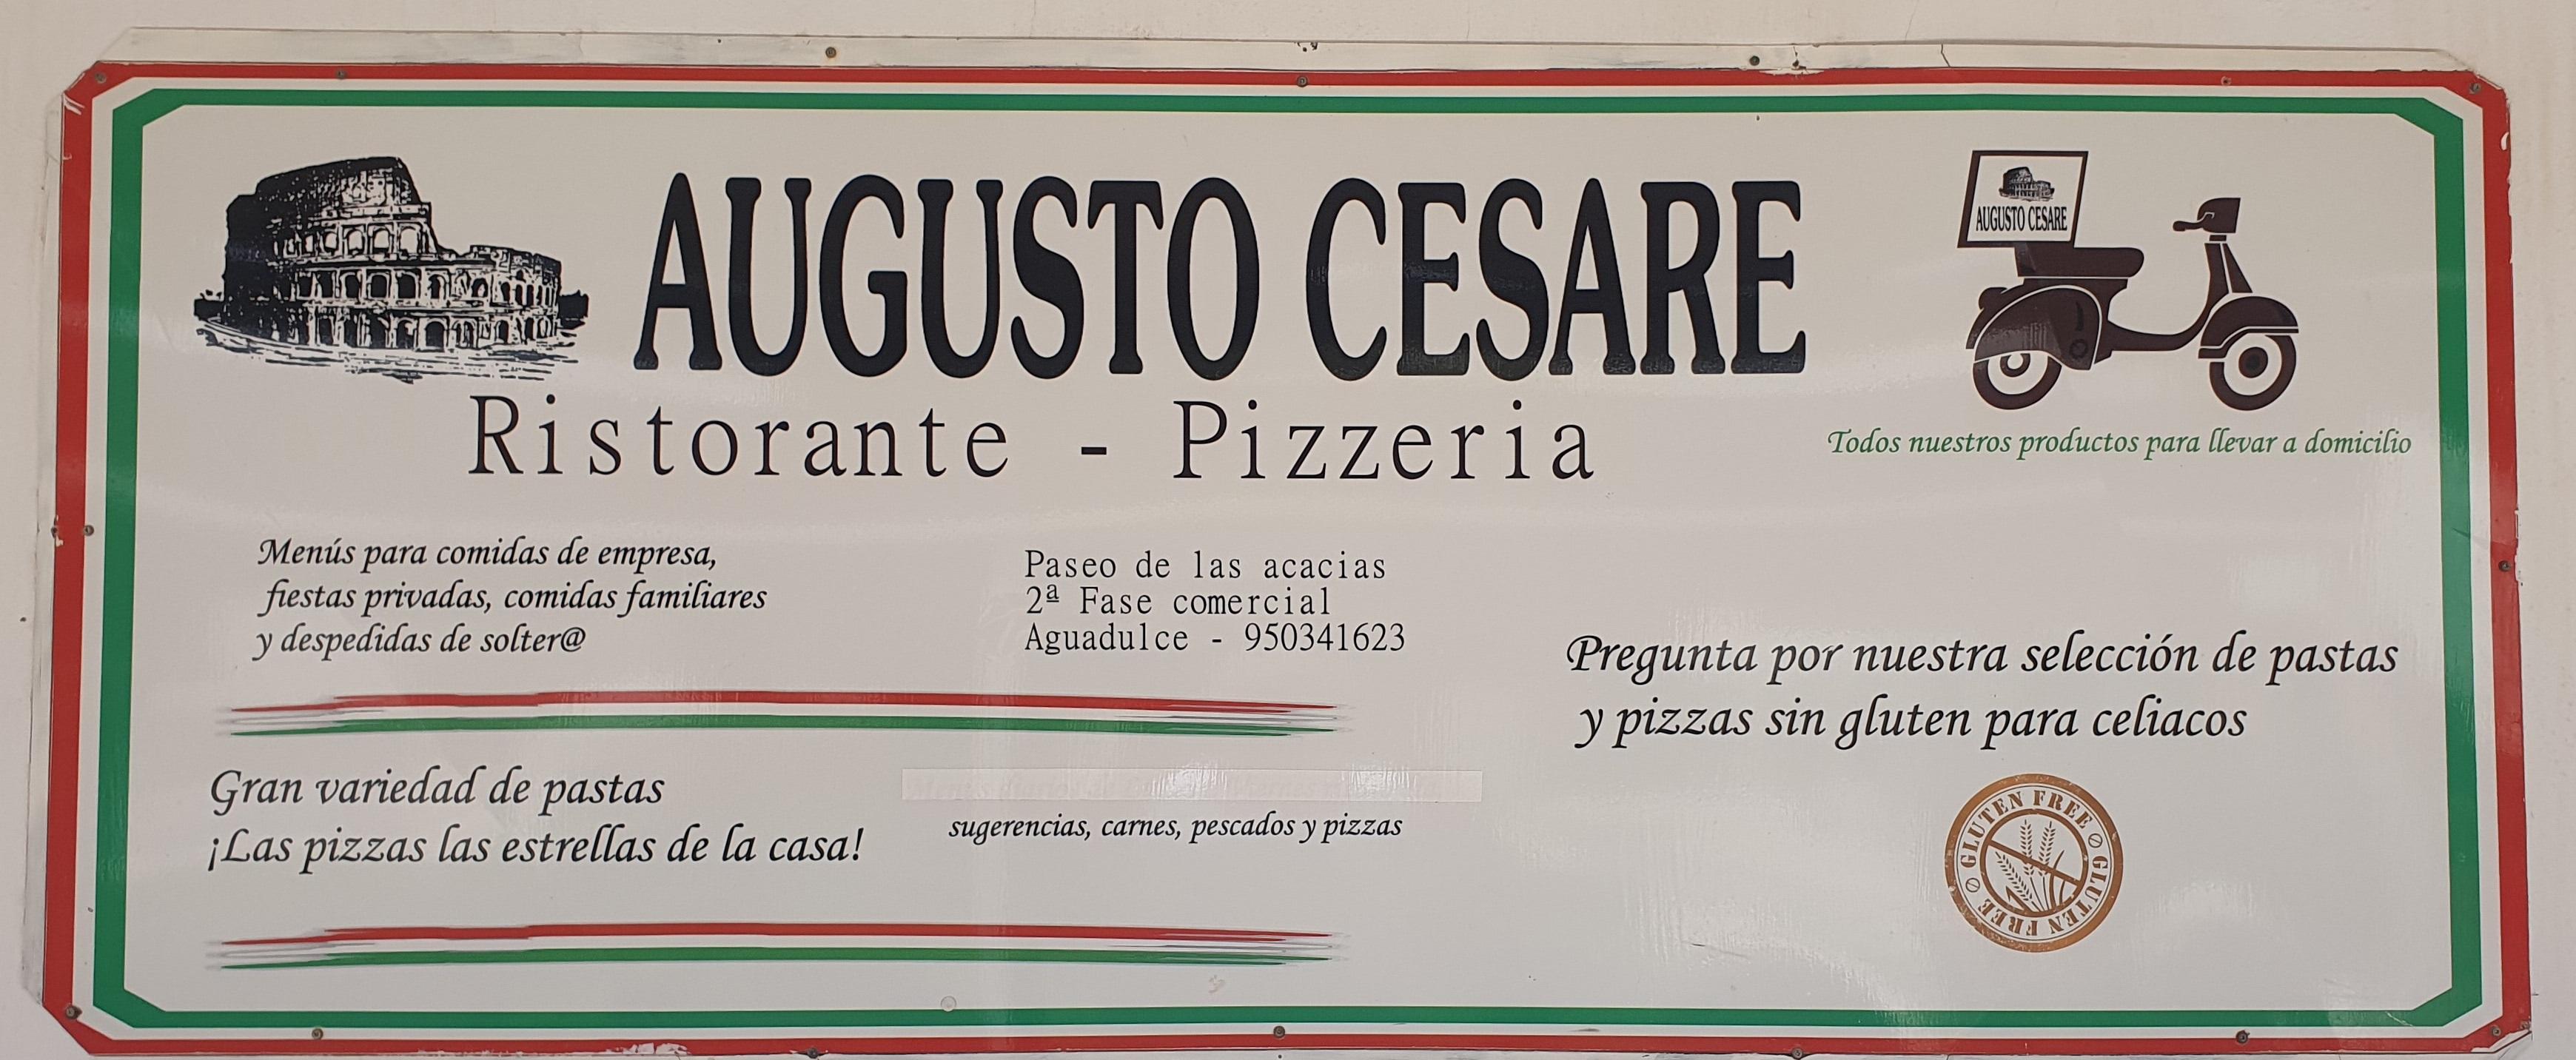 AUGUSTO CESARE
AUGUSTO CESARE
Ristorante - Pizzeria
Todos nuestros productos para llevar a domicilio
Menús para comidas de empresa,
fiestas privadas, comidas familiares
y despedidas de solter@
Paseo de las acacias
2ª Fase comercial
Aguadulce - 950341623
Pregunta por nuestra selección de pastas
y pizzas sin gluten para celiacos
Gran variedad de pastas
¡Las pizzas las estrellas de la casa!
sugerencias, carnes, pescados y pizzas
GLUTEN FREE
GLUTEN FREE